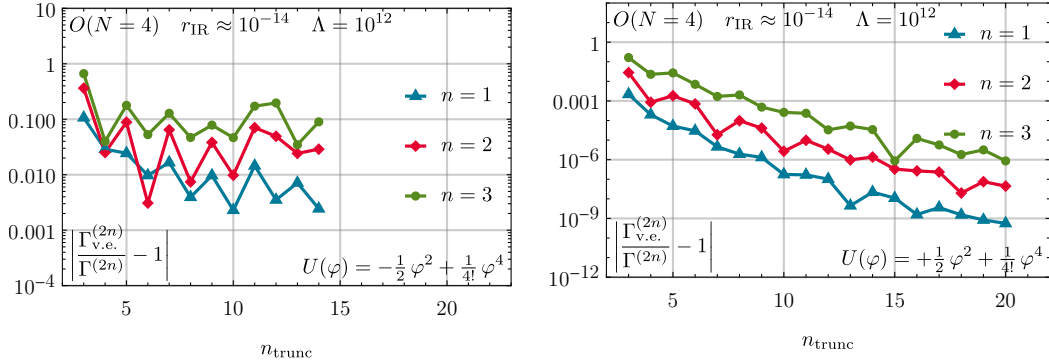 O(N = 4) r_IR ≈ 10^−14 Λ = 10^12
1
0.100
0.010
0.001
10^−4
n = 1
n = 2
n = 3
|Γ_v.e.^(2n) / Γ^(2n) − 1|
U(φ) = −1/2 φ^2 + 1/4! φ^4
5 10 15 20
n_trunc
O(N = 4) r_IR ≈ 10^−14 Λ = 10^12
1
0.001
10^−6
10^−9
10^−12
n = 1
n = 2
n = 3
|Γ_v.e.^(2n) / Γ^(2n) − 1|
U(φ) = +1/2 φ^2 + 1/4! φ^4
5 10 15 20
n_trunc